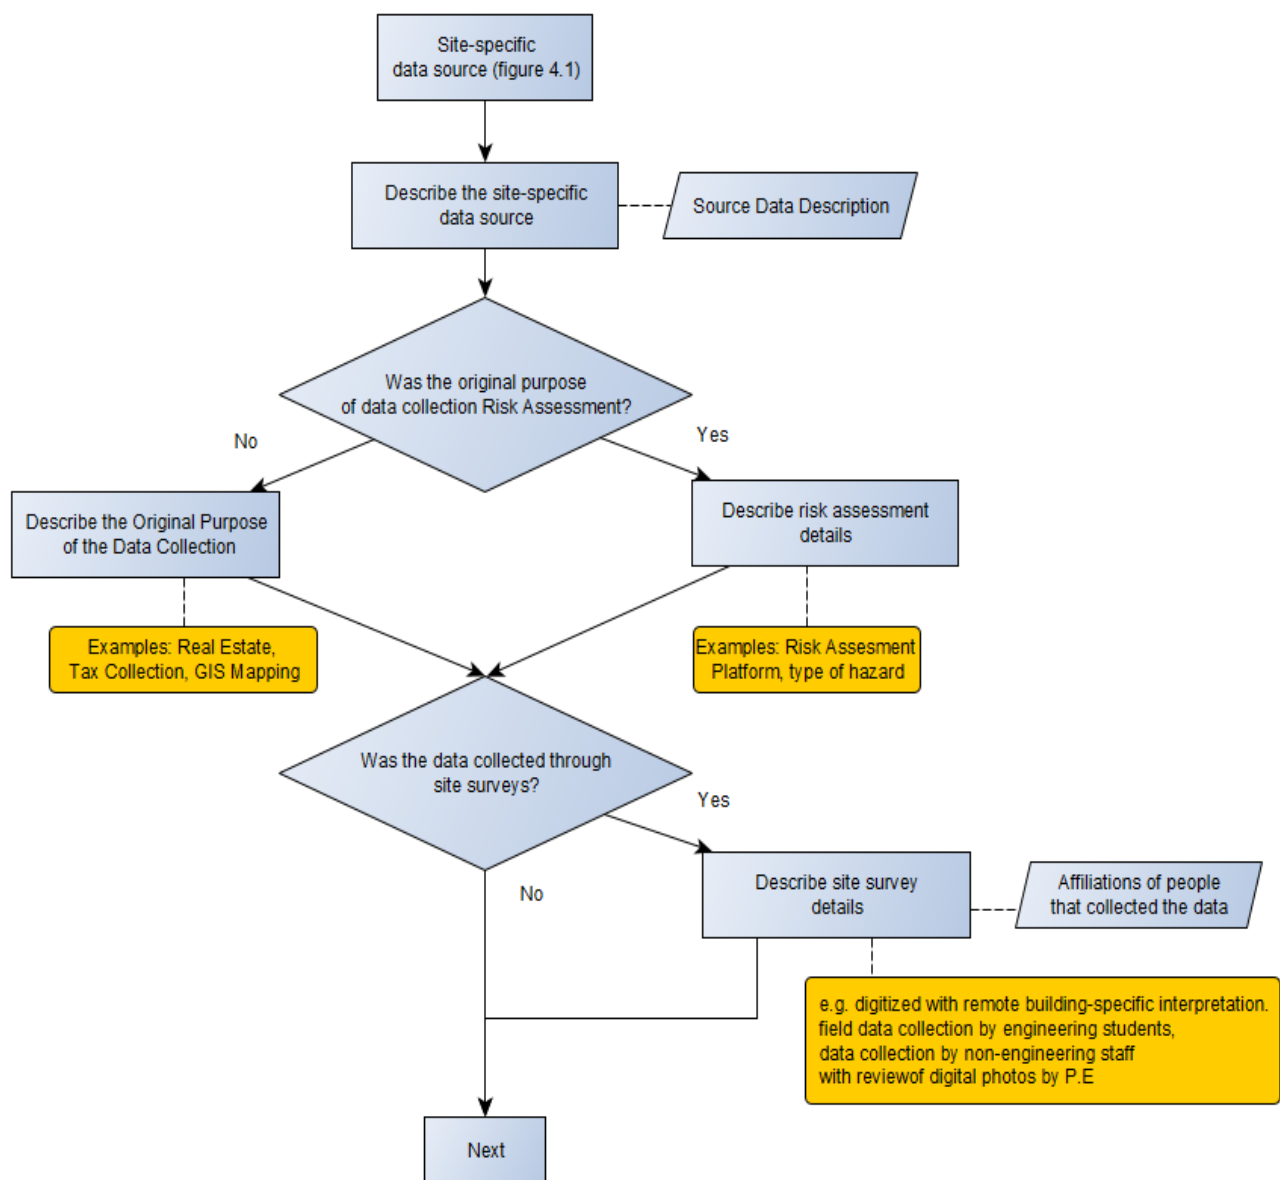 Site-specific
data source (figure 4.1)
Describe the site-specific
data source
Source Data Description
Was the original purpose
of data collection Risk Assessment?
No
Yes
Describe the Original Purpose
of the Data Collection
Describe risk assessment
details
Examples: Real Estate,
Tax Collection, GIS Mapping
Examples: Risk Assesment
Platform, type of hazard
Was the data collected through
site surveys?
Yes
No
Describe site survey
details
Affiliations of people
that collected the data
e.g. digitized with remote building-specific interpretation.
field data collection by engineering students,
data collection by non-engineering staff
with reviewof digital photos by P.E
Next